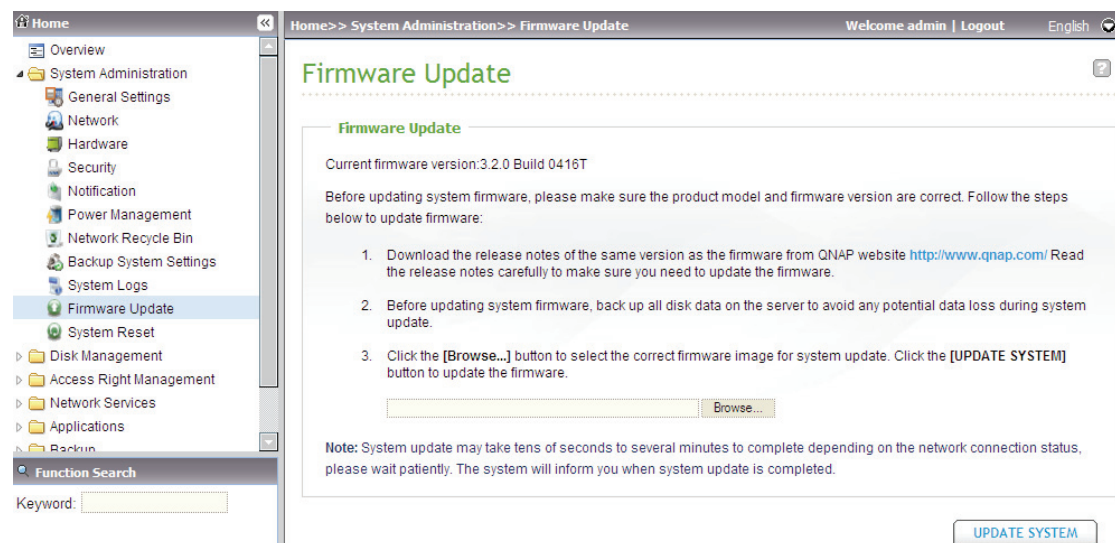 Home
Home>> System Administration>> Firmware Update
Welcome admin | Logout
English
Overview
System Administration
General Settings
Network
Hardware
Security
Notification
Power Management
Network Recycle Bin
Backup System Settings
System Logs
Firmware Update
System Reset
Disk Management
Access Right Management
Network Services
Applications
Backup
Function Search
Keyword:
Firmware Update
Firmware Update
Current firmware version:3.2.0 Build 0416T
Before updating system firmware, please make sure the product model and firmware version are correct. Follow the steps
below to update firmware:
1. Download the release notes of the same version as the firmware from QNAP website http://www.qnap.com/ Read
the release notes carefully to make sure you need to update the firmware.
2. Before updating system firmware, back up all disk data on the server to avoid any potential data loss during system
update.
3. Click the [Browse...] button to select the correct firmware image for system update. Click the [UPDATE SYSTEM]
button to update the firmware.
Browse...
Note: System update may take tens of seconds to several minutes to complete depending on the network connection status,
please wait patiently. The system will inform you when system update is completed.
UPDATE SYSTEM